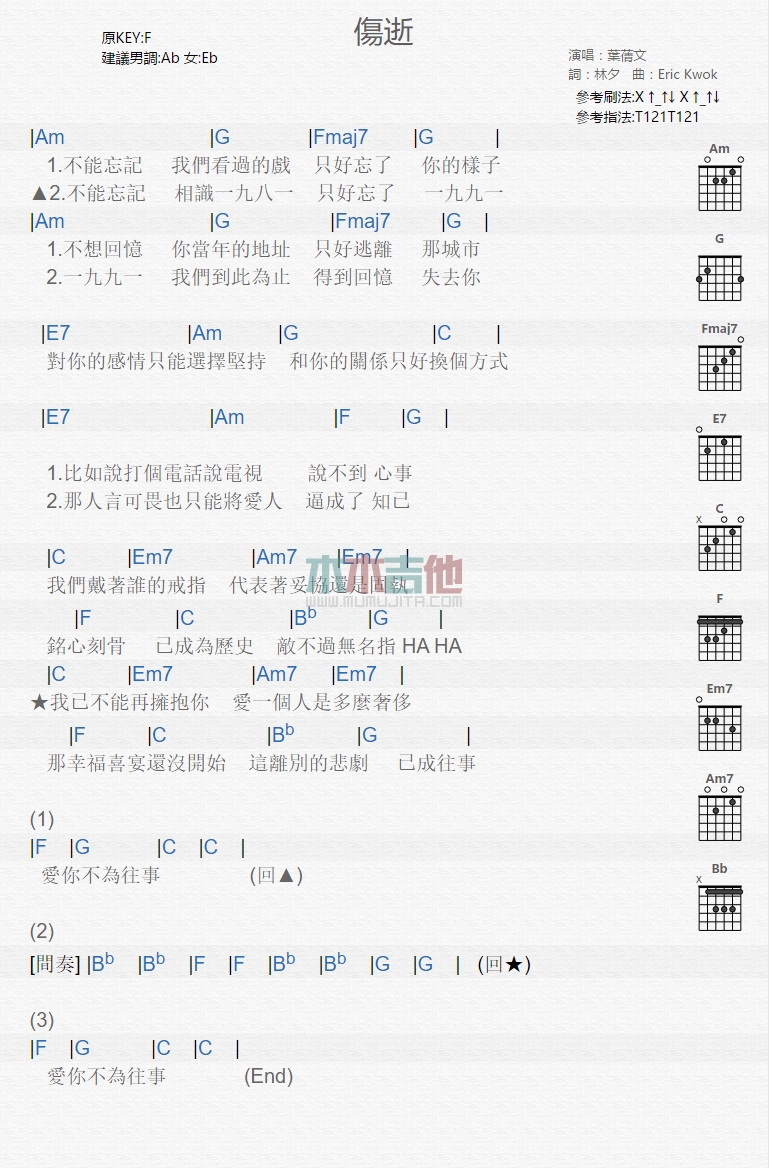 傷逝
原KEY:F
建議男調:Ab 女:Eb
演唱：葉蒨文
詞：林夕 曲：Eric Kwok
參考刷法:X ↑_↑↓ X ↑_↑↓
參考指法:T121T121
|Am |G |Fmaj7 |G |
1.不能忘記 我們看過的戲 只好忘了 你的樣子
▲2.不能忘記 相識一九八一 只好忘了 一九九一
|Am |G |Fmaj7 |G |
1.不想回憶 你當年的地址 只好逃離 那城市
2.一九九一 我們到此為止 得到回憶 失去你
|E7 |Am |G |C |
對你的感情只能選擇堅持 和你的關係只好換個方式
|E7 |Am |F |G |
1.比如說打個電話說電視 說不到 心事
2.那人言可畏也只能將愛人 逼成了 知己
|C |Em7 |Am7 |Em7 |
我們戴著誰的戒指 代表著妥協還是固執
|F |C |Bb |G |
銘心刻骨 已成為歷史 敵不過無名指 HA HA
|C |Em7 |Am7 |Em7 |
★我已不能再擁抱你 愛一個人是多麼奢侈
|F |C |Bb |G |
那幸福喜宴還沒開始 這離別的悲劇 已成往事
(1)
|F |G |C |C |
愛你不為往事 (回▲)
(2)
[間奏] |Bb |Bb |F |F |Bb |Bb |G |G | (回★)
(3)
|F |G |C |C |
愛你不為往事 (End)
Am
G
Fmaj7
E7
C
x
F
Em7
Am7
Bb
x
木木吉他
WWW.MUMUJITA.COM